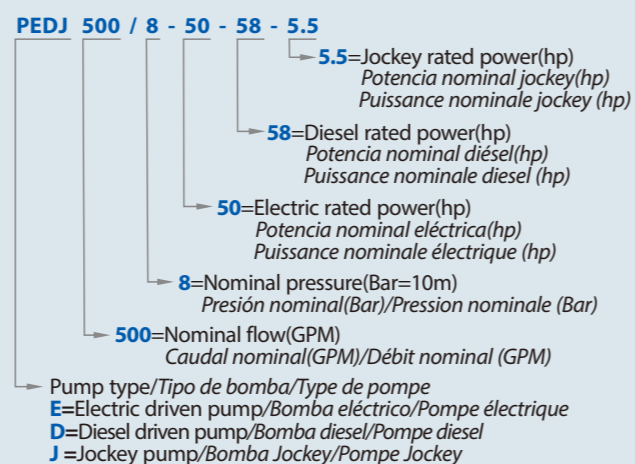 PEDJ 500 / 8 - 50 - 58 - 5.5
5.5=Jockey rated power(hp)
Potencia nominal jockey(hp)
Puissance nominale jockey (hp)
58=Diesel rated power(hp)
Potencia nominal diésel(hp)
Puissance nominale diesel (hp)
50=Electric rated power(hp)
Potencia nominal eléctrica(hp)
Puissance nominale électrique (hp)
8=Nominal pressure(Bar=10m)
Presión nominal(Bar)/Pression nominale (Bar)
500=Nominal flow(GPM)
Caudal nominal(GPM)/Débit nominal (GPM)
Pump type/Tipo de bomba/Type de pompe
E=Electric driven pump/Bomba eléctrico/Pompe électrique
D=Diesel driven pump/Bomba diesel/Pompe diesel
J =Jockey pump/Bomba Jockey/Pompe Jockey